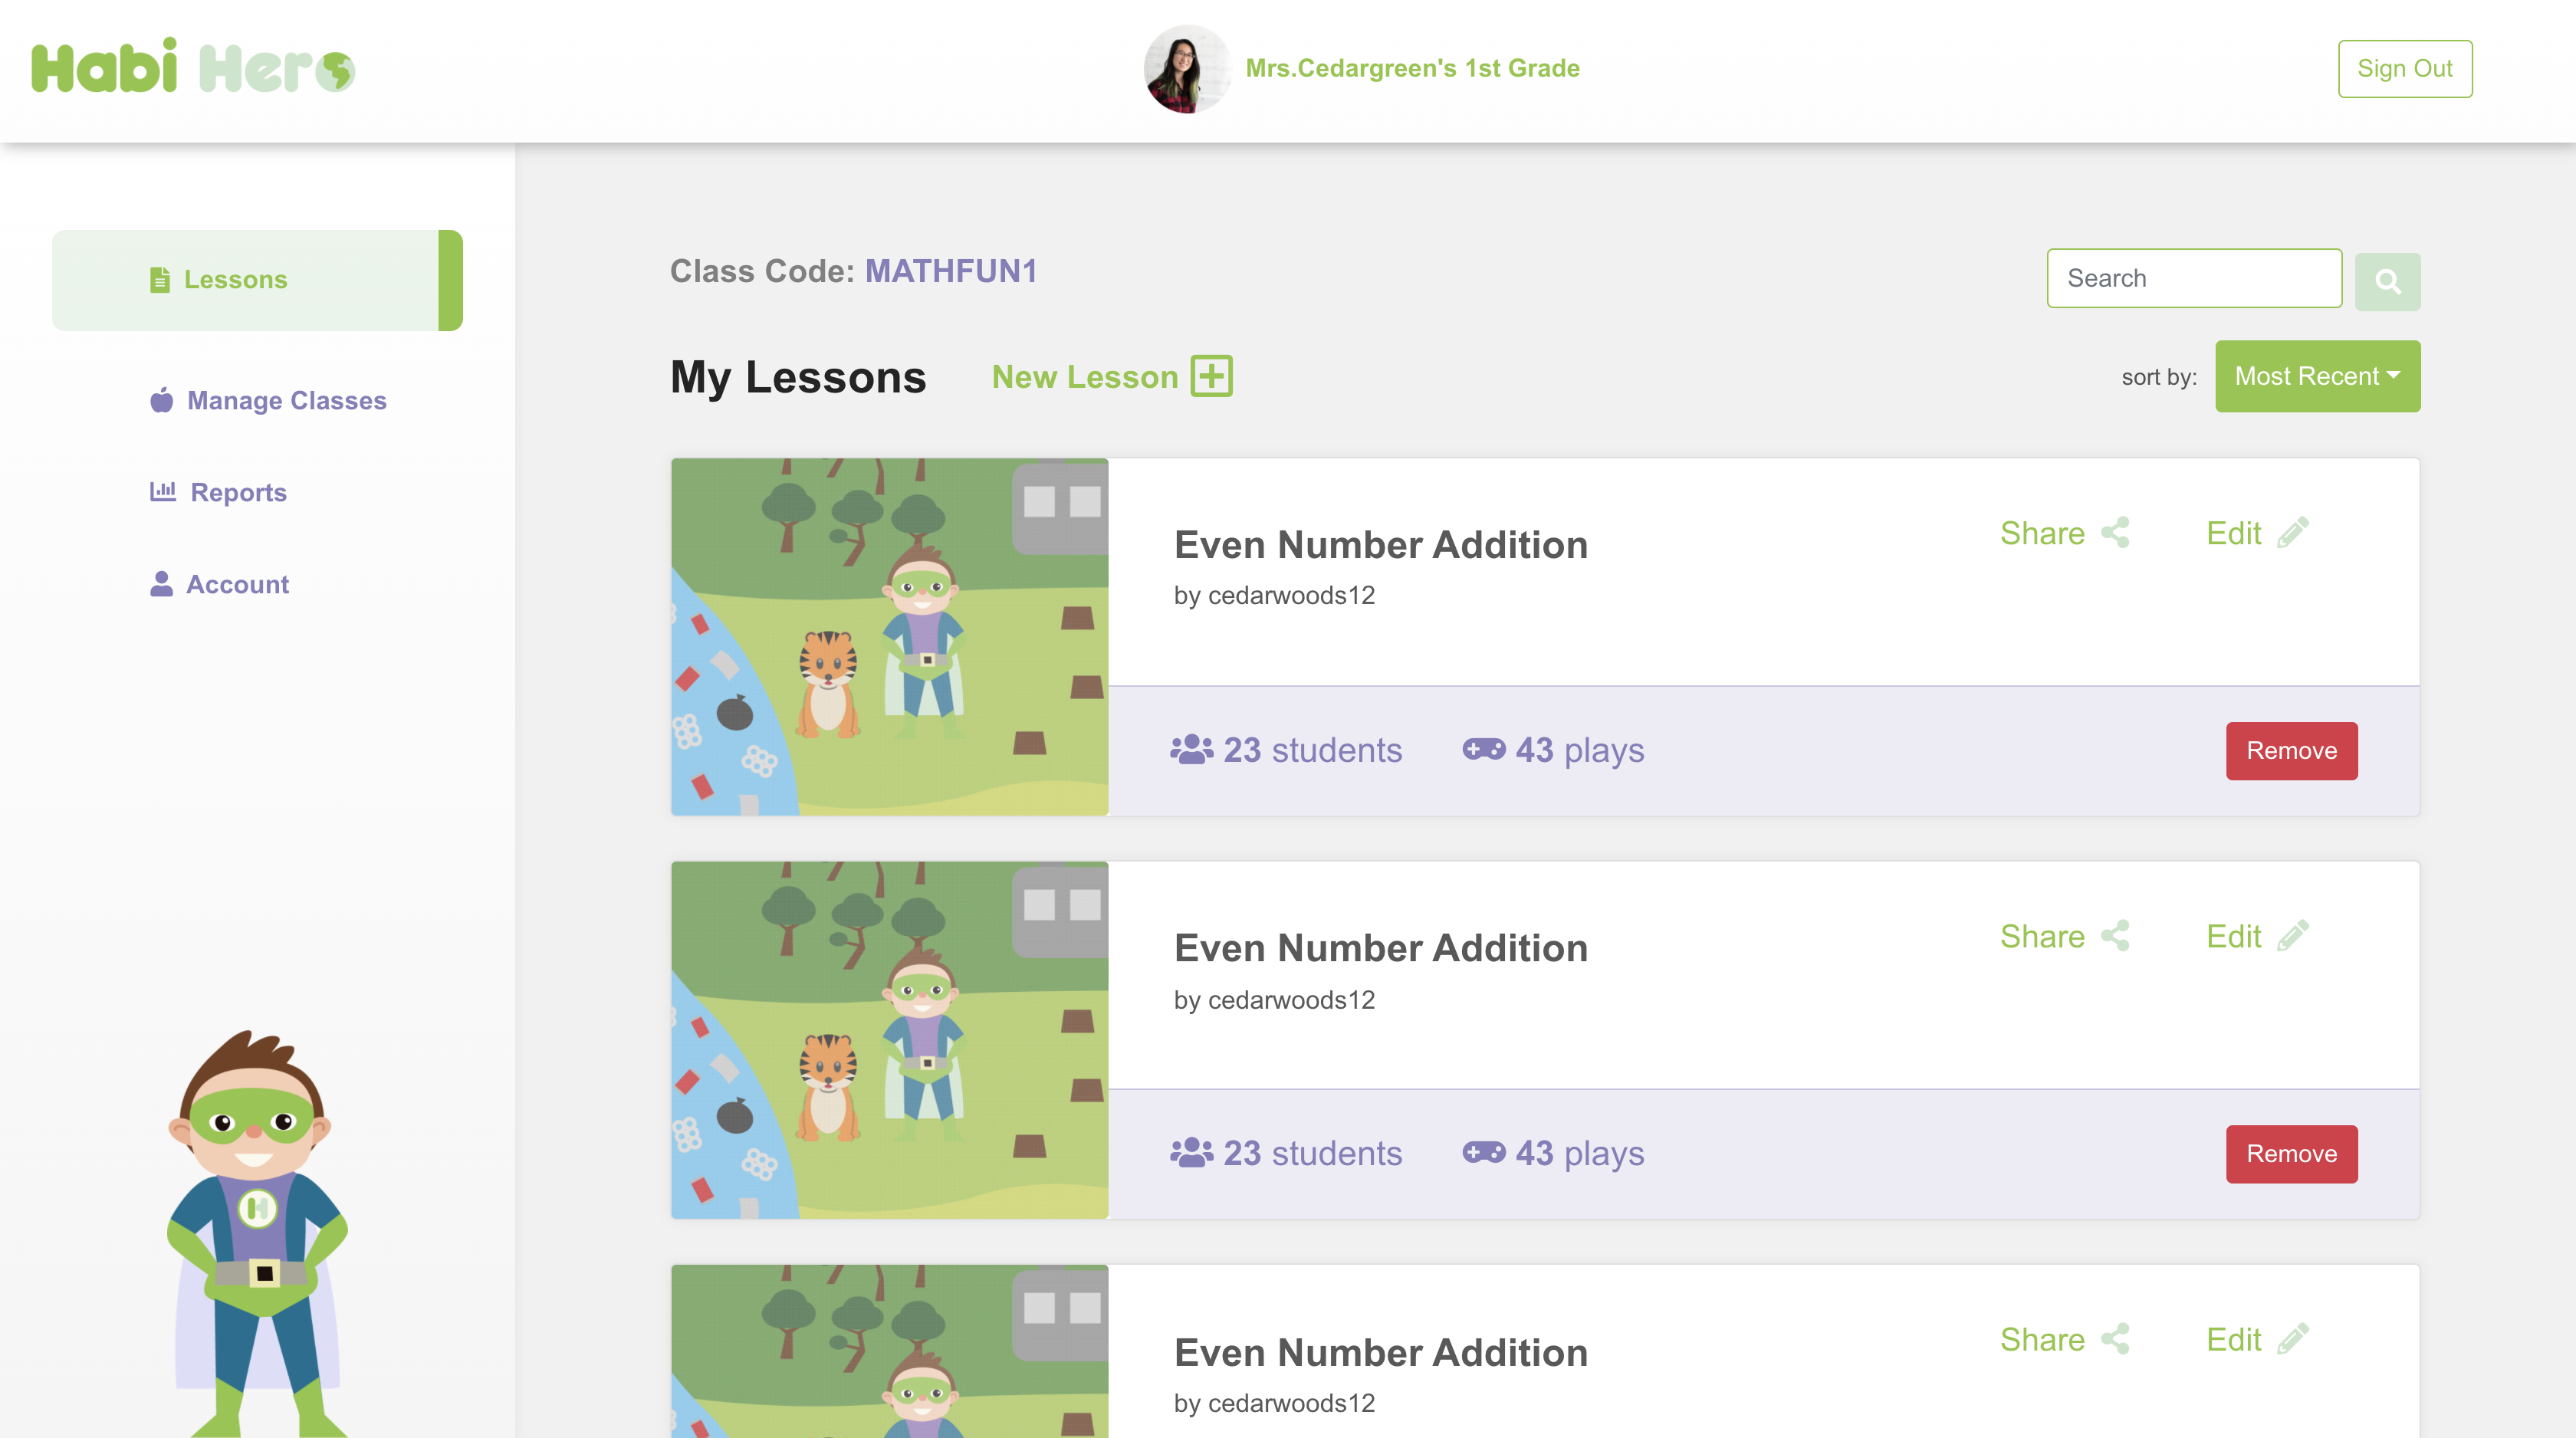 Habi Hero
Mrs.Cedargreen's 1st Grade
Sign Out
Lessons
Manage Classes
Reports
Account
Class Code: MATHFUN1
Search
My Lessons
New Lesson
sort by:
Most Recent
Even Number Addition
by cedarwoods12
Share
Edit
23 students
43 plays
Remove
Even Number Addition
by cedarwoods12
Share
Edit
23 students
43 plays
Remove
Even Number Addition
by cedarwoods12
Share
Edit
H